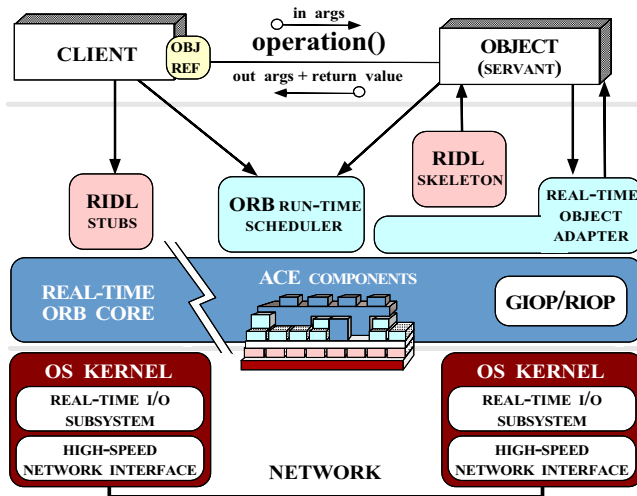 in args
CLIENT
OBJ
REF
operation()
OBJECT
(SERVANT)
out args + return value
RIDL
STUBS
ORB RUN-TIME
SCHEDULER
RIDL
SKELETON
REAL-TIME
OBJECT
ADAPTER
REAL-TIME
ORB CORE
ACE COMPONENTS
GIOP/RIOP
OS KERNEL
REAL-TIME I/O
SUBSYSTEM
HIGH-SPEED
NETWORK INTERFACE
NETWORK
OS KERNEL
REAL-TIME I/O
SUBSYSTEM
HIGH-SPEED
NETWORK INTERFACE